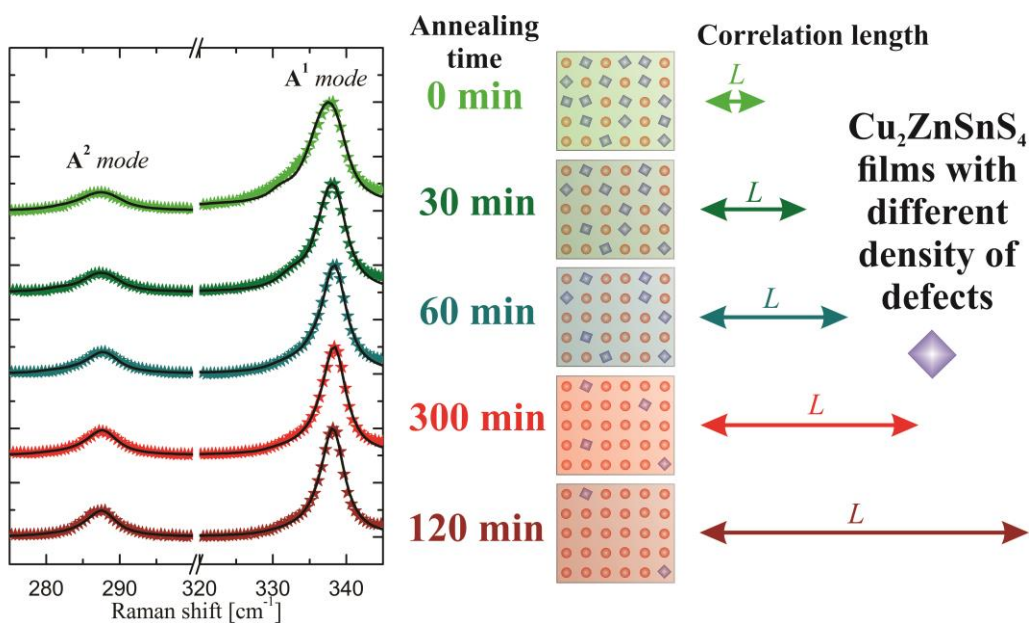 Annealing
time
Correlation length
A¹ mode
A² mode
0 min
L
30 min
L
60 min
L
300 min
L
120 min
L
Cu₂ZnSnS₄
films with
different
density of
defects
280 290 320 330 340
Raman shift [cm⁻¹]